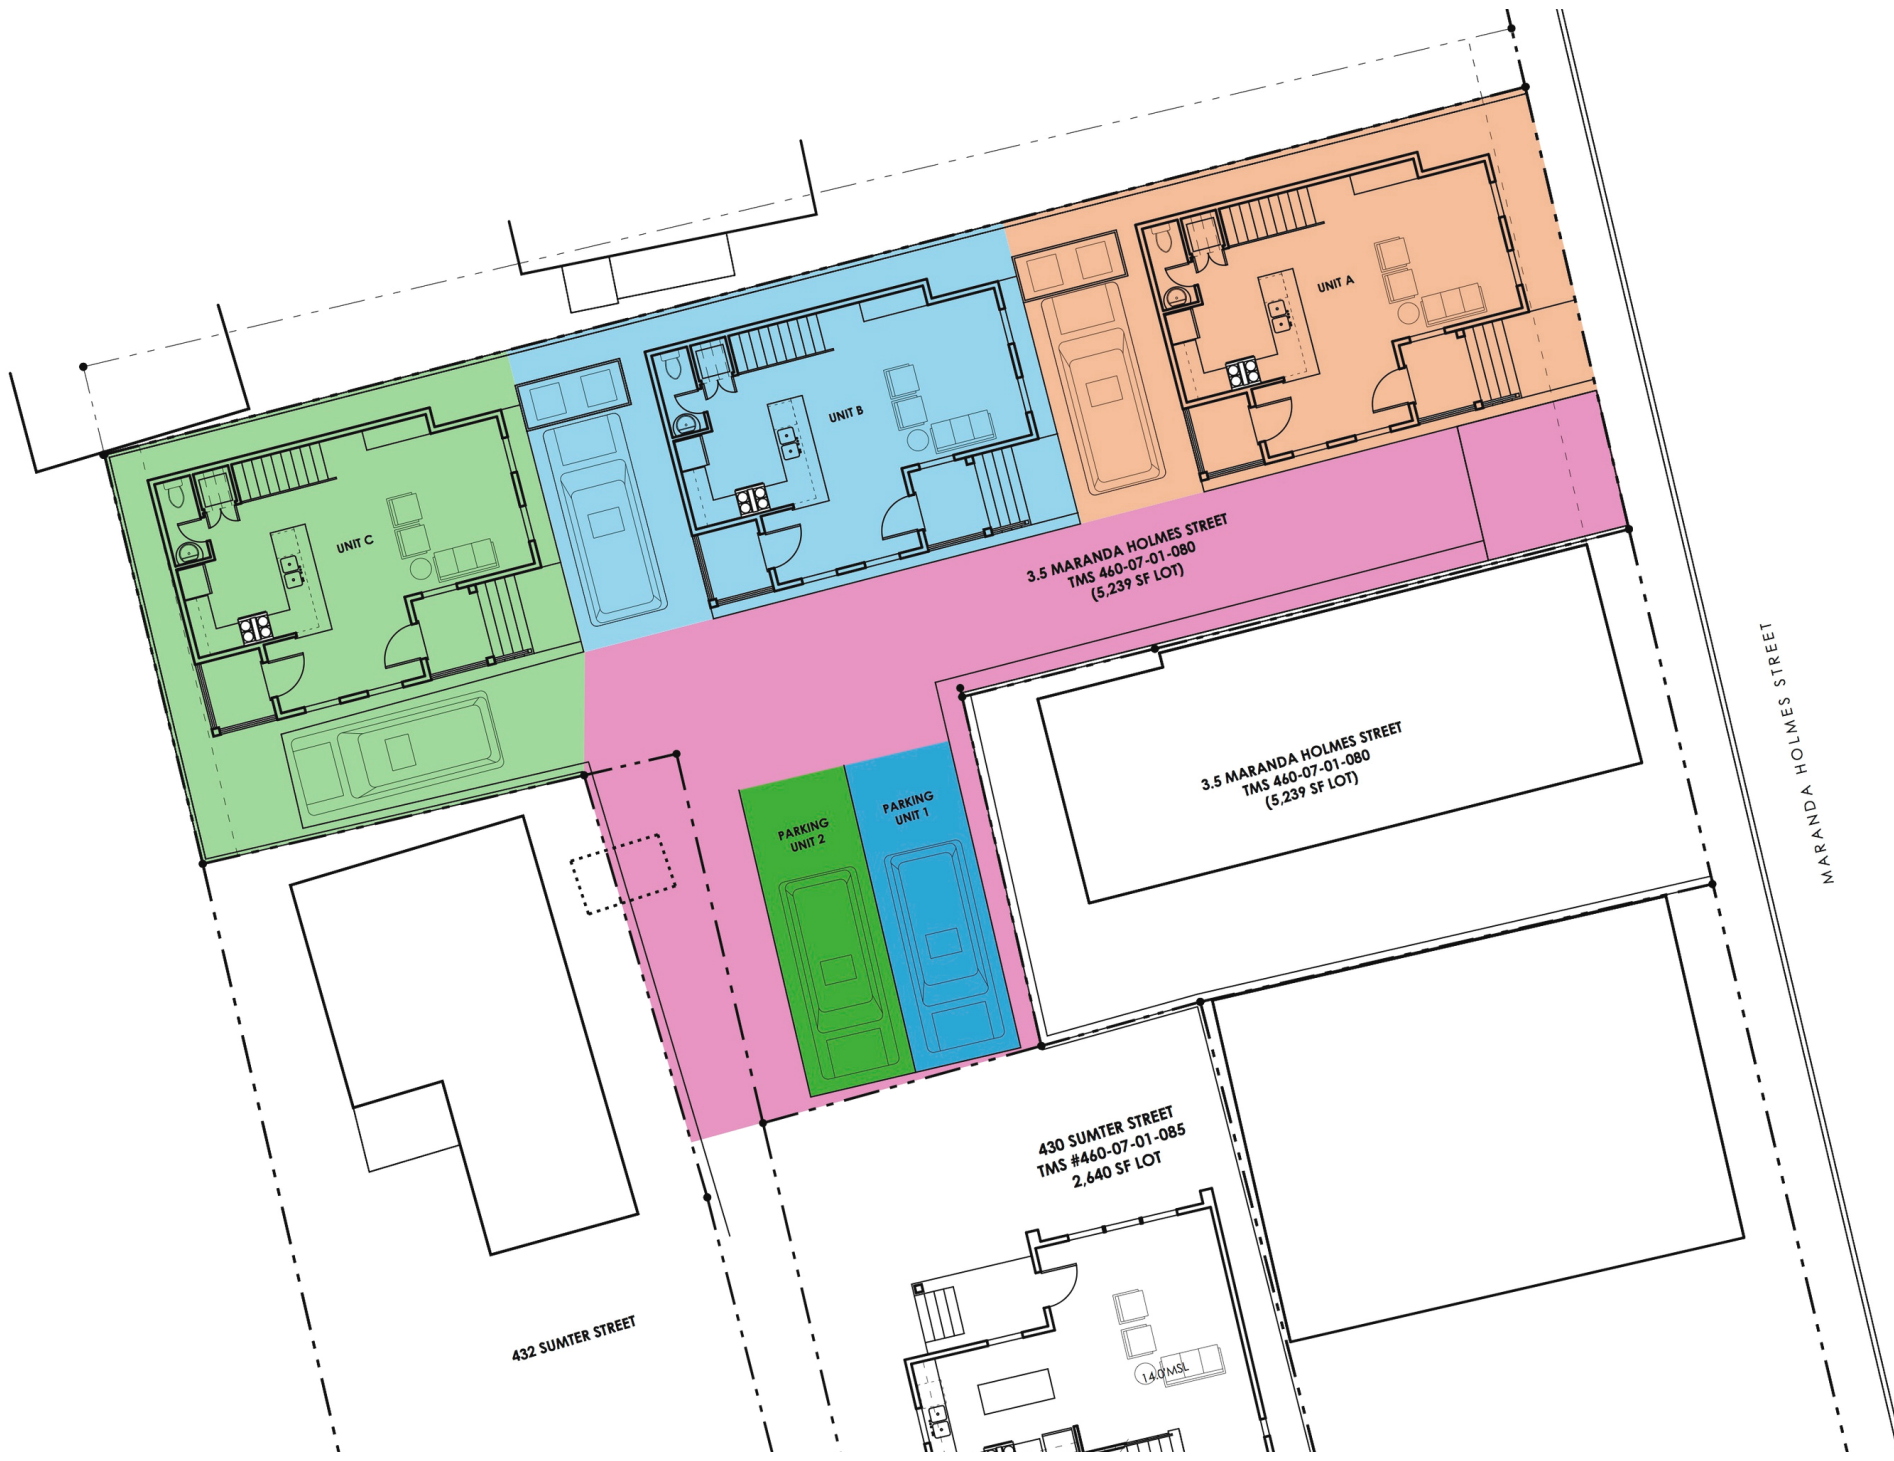 UNIT A
UNIT B
UNIT C
3.5 MARANDA HOLMES STREET
TMS 460-07-01-080
(5,239 SF LOT)
MARANDA HOLMES STREET
3.5 MARANDA HOLMES STREET
TMS 460-07-01-080
(5,239 SF LOT)
PARKING
UNIT 2
PARKING
UNIT 1
430 SUMTER STREET
TMS #460-07-01-085
2,640 SF LOT
432 SUMTER STREET
14.0'MSL